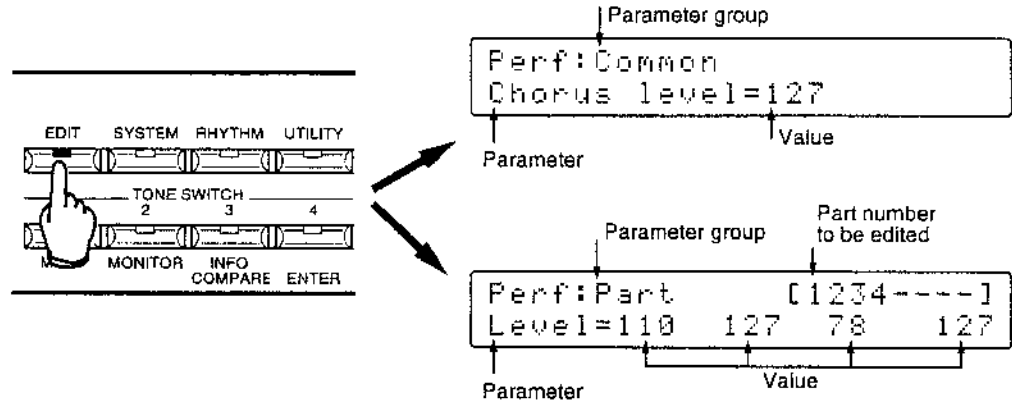 EDIT SYSTEM RHYTHM UTILITY
TONE SWITCH
2 3 4
MONITOR INFO COMPARE ENTER
Parameter group
Perf:Common
Chorus level=127
Parameter
Value
Parameter group
Part number
to be edited
Perf:Part [1234----]
Level=110 127 78 127
Parameter
Value